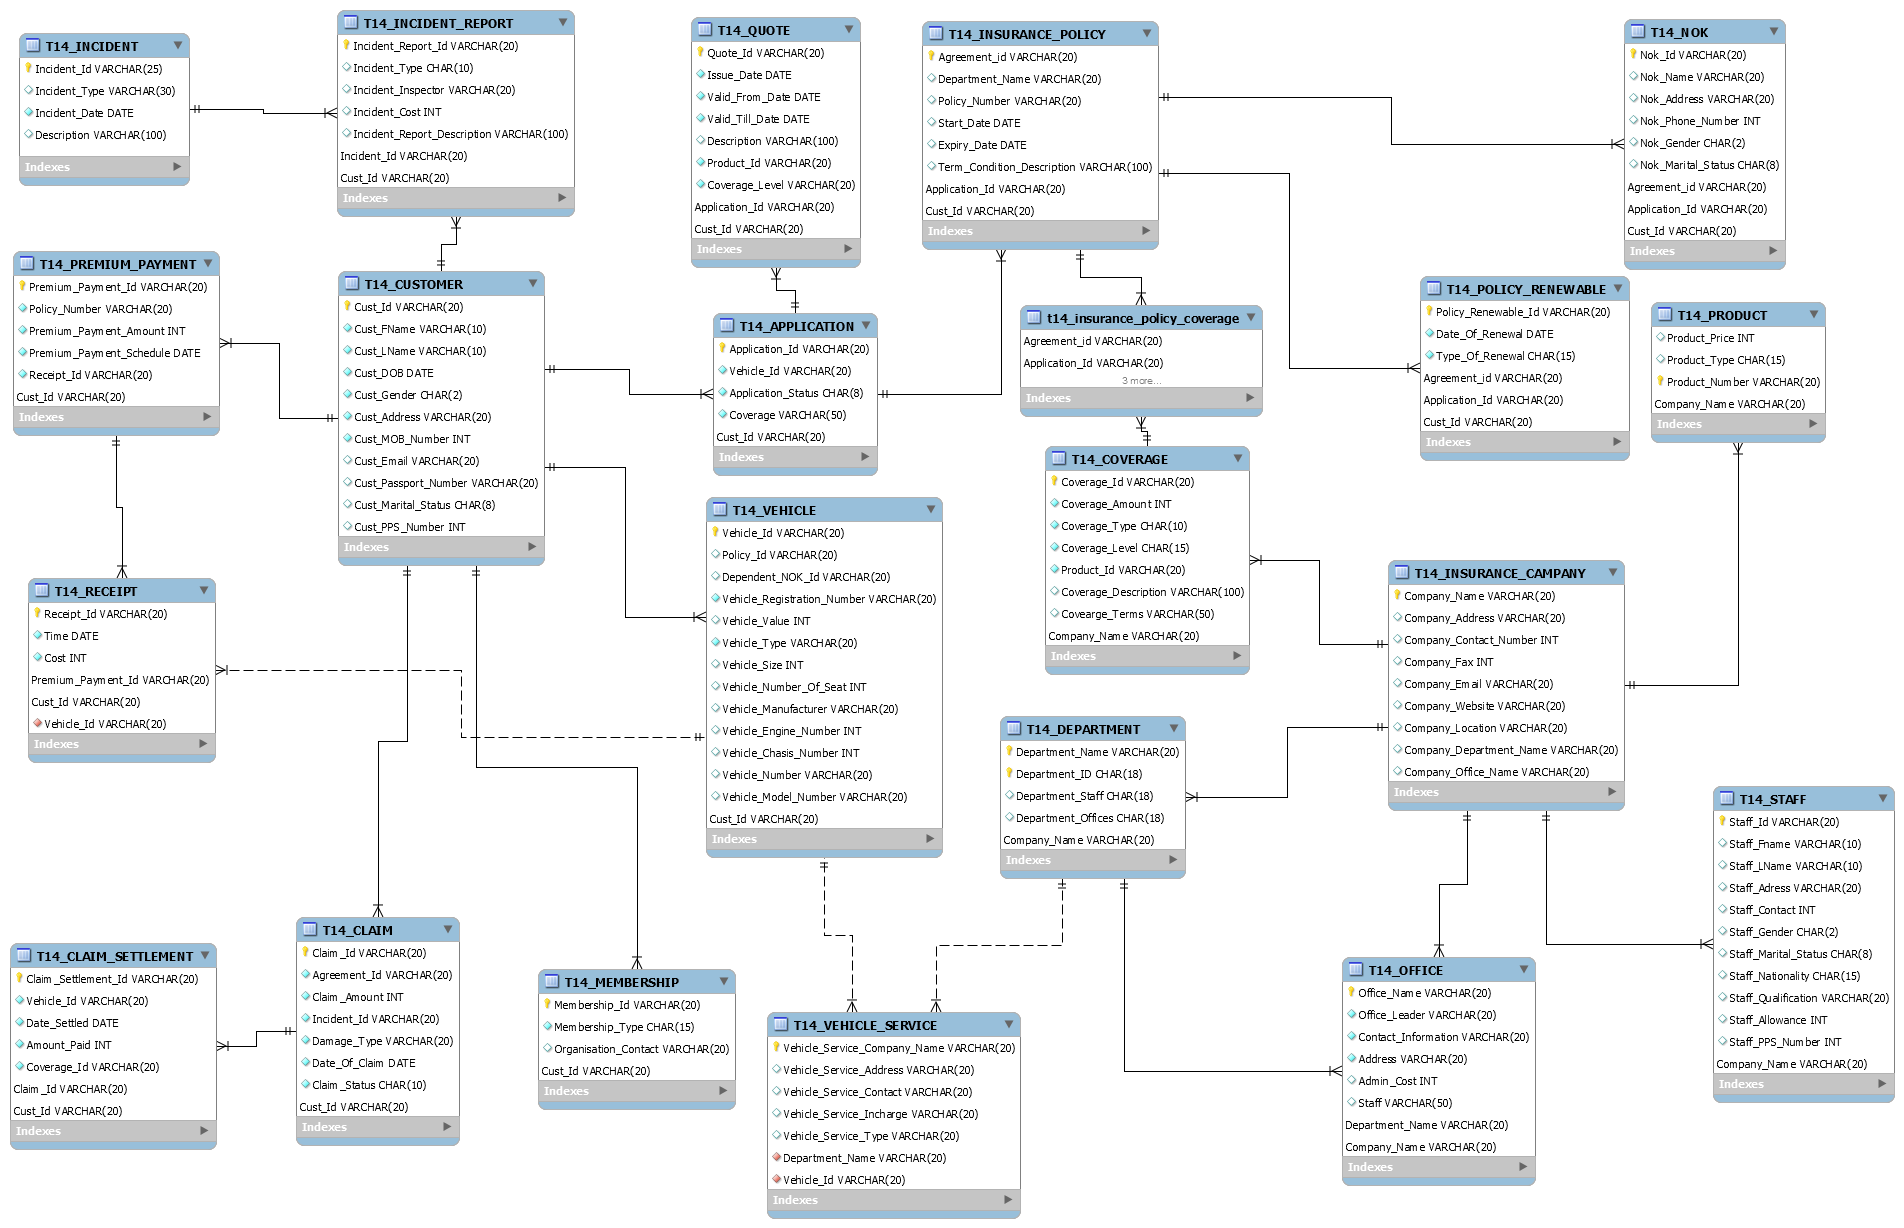 T14_INCIDENT
Incident_Id VARCHAR(25)
Incident_Type VARCHAR(30)
Incident_Date DATE
Description VARCHAR(100)
Indexes
T14_INCIDENT_REPORT
Incident_Report_Id VARCHAR(20)
Incident_Type CHAR(10)
Incident_Inspector VARCHAR(20)
Incident_Cost INT
Incident_Report_Description VARCHAR(100)
Incident_Id VARCHAR(20)
Cust_Id VARCHAR(20)
Indexes
T14_QUOTE
Quote_Id VARCHAR(20)
Issue_Date DATE
Valid_From_Date DATE
Valid_Till_Date DATE
Description VARCHAR(100)
Product_Id VARCHAR(20)
Coverage_Level VARCHAR(20)
Application_Id VARCHAR(20)
Cust_Id VARCHAR(20)
Indexes
T14_INSURANCE_POLICY
Agreement_id VARCHAR(20)
Department_Name VARCHAR(20)
Policy_Number VARCHAR(20)
Start_Date DATE
Expiry_Date DATE
Term_Condition_Description VARCHAR(100)
Application_Id VARCHAR(20)
Cust_Id VARCHAR(20)
Indexes
T14_NOK
Nok_Id VARCHAR(20)
Nok_Name VARCHAR(20)
Nok_Address VARCHAR(20)
Nok_Phone_Number INT
Nok_Gender CHAR(2)
Nok_Marital_Status CHAR(8)
Agreement_id VARCHAR(20)
Application_Id VARCHAR(20)
Cust_Id VARCHAR(20)
Indexes
T14_PREMIUM_PAYMENT
Premium_Payment_Id VARCHAR(20)
Policy_Number VARCHAR(20)
Premium_Payment_Amount INT
Premium_Payment_Schedule DATE
Receipt_Id VARCHAR(20)
Cust_Id VARCHAR(20)
Indexes
T14_CUSTOMER
Cust_Id VARCHAR(20)
Cust_FName VARCHAR(10)
Cust_LName VARCHAR(10)
Cust_DOB DATE
Cust_Gender CHAR(2)
Cust_Address VARCHAR(20)
Cust_MOB_Number INT
Cust_Email VARCHAR(20)
Cust_Passport_Number VARCHAR(20)
Cust_Marital_Status CHAR(8)
Cust_PPS_Number INT
Indexes
T14_APPLICATION
Application_Id VARCHAR(20)
Vehicle_Id VARCHAR(20)
Application_Status CHAR(8)
Coverage VARCHAR(50)
Cust_Id VARCHAR(20)
Indexes
t14_insurance_policy_coverage
Agreement_id VARCHAR(20)
Application_Id VARCHAR(20)
3 more...
Indexes
T14_POLICY_RENEWABLE
Policy_Renewable_Id VARCHAR(20)
Date_Of_Renewal DATE
Type_Of_Renewal CHAR(15)
Agreement_id VARCHAR(20)
Application_Id VARCHAR(20)
Cust_Id VARCHAR(20)
Indexes
T14_PRODUCT
Product_Price INT
Product_Type CHAR(15)
Product_Number VARCHAR(20)
Company_Name VARCHAR(20)
Indexes
T14_COVERAGE
Coverage_Id VARCHAR(20)
Coverage_Amount INT
Coverage_Type CHAR(10)
Coverage_Level CHAR(15)
Product_Id VARCHAR(20)
Coverage_Description VARCHAR(100)
Covearge_Terms VARCHAR(50)
Company_Name VARCHAR(20)
Indexes
T14_VEHICLE
Vehicle_Id VARCHAR(20)
Policy_Id VARCHAR(20)
Dependent_NOK_Id VARCHAR(20)
Vehicle_Registration_Number VARCHAR(20)
Vehicle_Value INT
Vehicle_Type VARCHAR(20)
Vehicle_Size INT
Vehicle_Number_Of_Seat INT
Vehicle_Manufacturer VARCHAR(20)
Vehicle_Engine_Number INT
Vehicle_Chasis_Number INT
Vehicle_Number VARCHAR(20)
Vehicle_Model_Number VARCHAR(20)
Cust_Id VARCHAR(20)
Indexes
T14_RECEIPT
Receipt_Id VARCHAR(20)
Time DATE
Cost INT
Premium_Payment_Id VARCHAR(20)
Cust_Id VARCHAR(20)
Vehicle_Id VARCHAR(20)
Indexes
T14_INSURANCE_CAMPANY
Company_Name VARCHAR(20)
Company_Address VARCHAR(20)
Company_Contact_Number INT
Company_Fax INT
Company_Email VARCHAR(20)
Company_Website VARCHAR(20)
Company_Location VARCHAR(20)
Company_Department_Name VARCHAR(20)
Company_Office_Name VARCHAR(20)
Indexes
T14_DEPARTMENT
Department_Name VARCHAR(20)
Department_ID CHAR(18)
Department_Staff CHAR(18)
Department_Offices CHAR(18)
Company_Name VARCHAR(20)
Indexes
T14_STAFF
Staff_Id VARCHAR(20)
Staff_Fname VARCHAR(10)
Staff_LName VARCHAR(10)
Staff_Adress VARCHAR(20)
Staff_Contact INT
Staff_Gender CHAR(2)
Staff_Marital_Status CHAR(8)
Staff_Nationality CHAR(15)
Staff_Qualification VARCHAR(20)
Staff_Allowance INT
Staff_PPS_Number INT
Company_Name VARCHAR(20)
Indexes
T14_CLAIM_SETTLEMENT
Claim_Settlement_Id VARCHAR(20)
Vehicle_Id VARCHAR(20)
Date_Settled DATE
Amount_Paid INT
Coverage_Id VARCHAR(20)
Claim_Id VARCHAR(20)
Cust_Id VARCHAR(20)
Indexes
T14_CLAIM
Claim_Id VARCHAR(20)
Agreement_Id VARCHAR(20)
Claim_Amount INT
Incident_Id VARCHAR(20)
Damage_Type VARCHAR(20)
Date_Of_Claim DATE
Claim_Status CHAR(10)
Cust_Id VARCHAR(20)
Indexes
T14_MEMBERSHIP
Membership_Id VARCHAR(20)
Membership_Type CHAR(15)
Organisation_Contact VARCHAR(20)
Cust_Id VARCHAR(20)
Indexes
T14_VEHICLE_SERVICE
Vehicle_Service_Company_Name VARCHAR(20)
Vehicle_Service_Address VARCHAR(20)
Vehicle_Service_Contact VARCHAR(20)
Vehicle_Service_Incharge VARCHAR(20)
Vehicle_Service_Type VARCHAR(20)
Department_Name VARCHAR(20)
Vehicle_Id VARCHAR(20)
Indexes
T14_OFFICE
Office_Name VARCHAR(20)
Office_Leader VARCHAR(20)
Contact_Information VARCHAR(20)
Address VARCHAR(20)
Admin_Cost INT
Staff VARCHAR(50)
Department_Name VARCHAR(20)
Company_Name VARCHAR(20)
Indexes